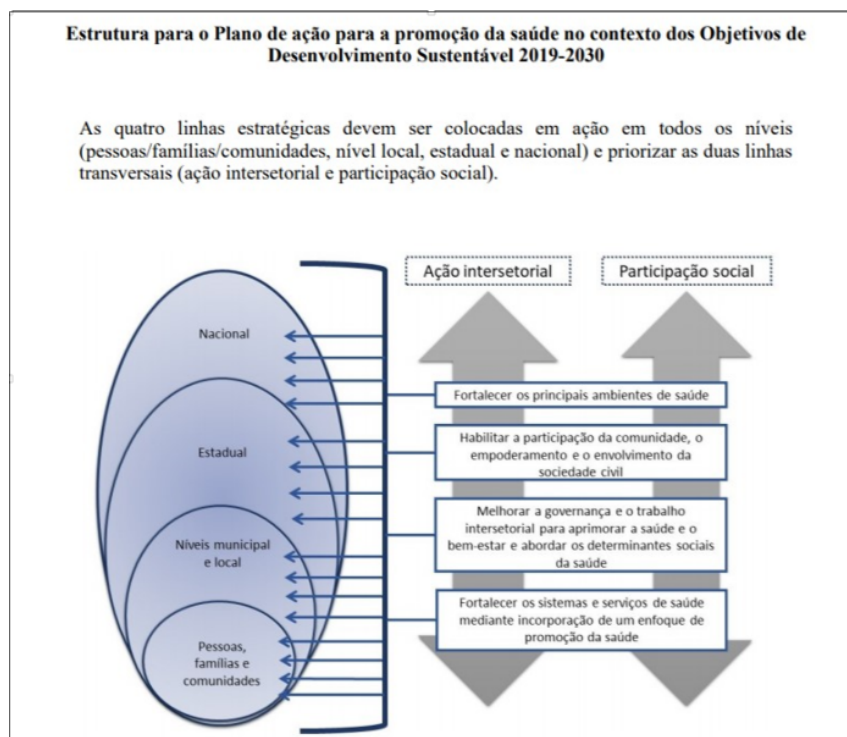 Estrutura para o Plano de ação para a promoção da saúde no contexto dos Objetivos de
Desenvolvimento Sustentável 2019-2030
As quatro linhas estratégicas devem ser colocadas em ação em todos os níveis
(pessoas/famílias/comunidades, nível local, estadual e nacional) e priorizar as duas linhas
transversais (ação intersetorial e participação social).
Ação intersetorial
Participação social
Nacional
Estadual
Níveis municipal
e local
Pessoas,
famílias e
comunidades
Fortalecer os principais ambientes de saúde
Habilitar a participação da comunidade, o
empoderamento e o envolvimento da
sociedade civil
Melhorar a governança e o trabalho
intersetorial para aprimorar a saúde e o
bem-estar e abordar os determinantes sociais
da saúde
Fortalecer os sistemas e serviços de saúde
mediante incorporação de um enfoque de
promoção da saúde